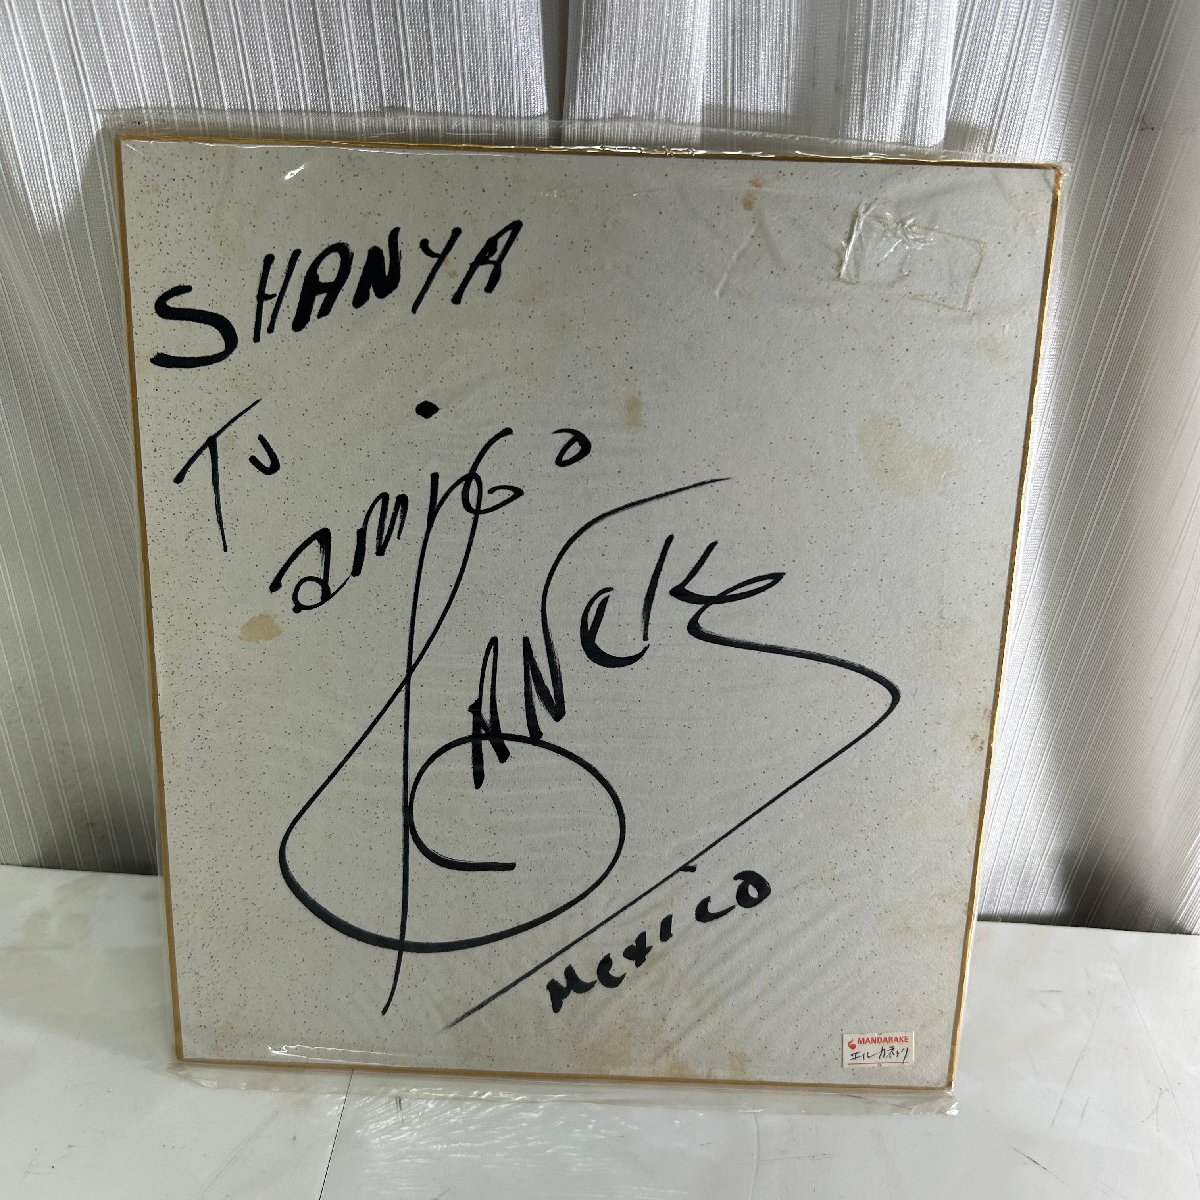 SHANYA
Tu
amigo
CANEK
Mexico
MANDARAKE
エル・カネック